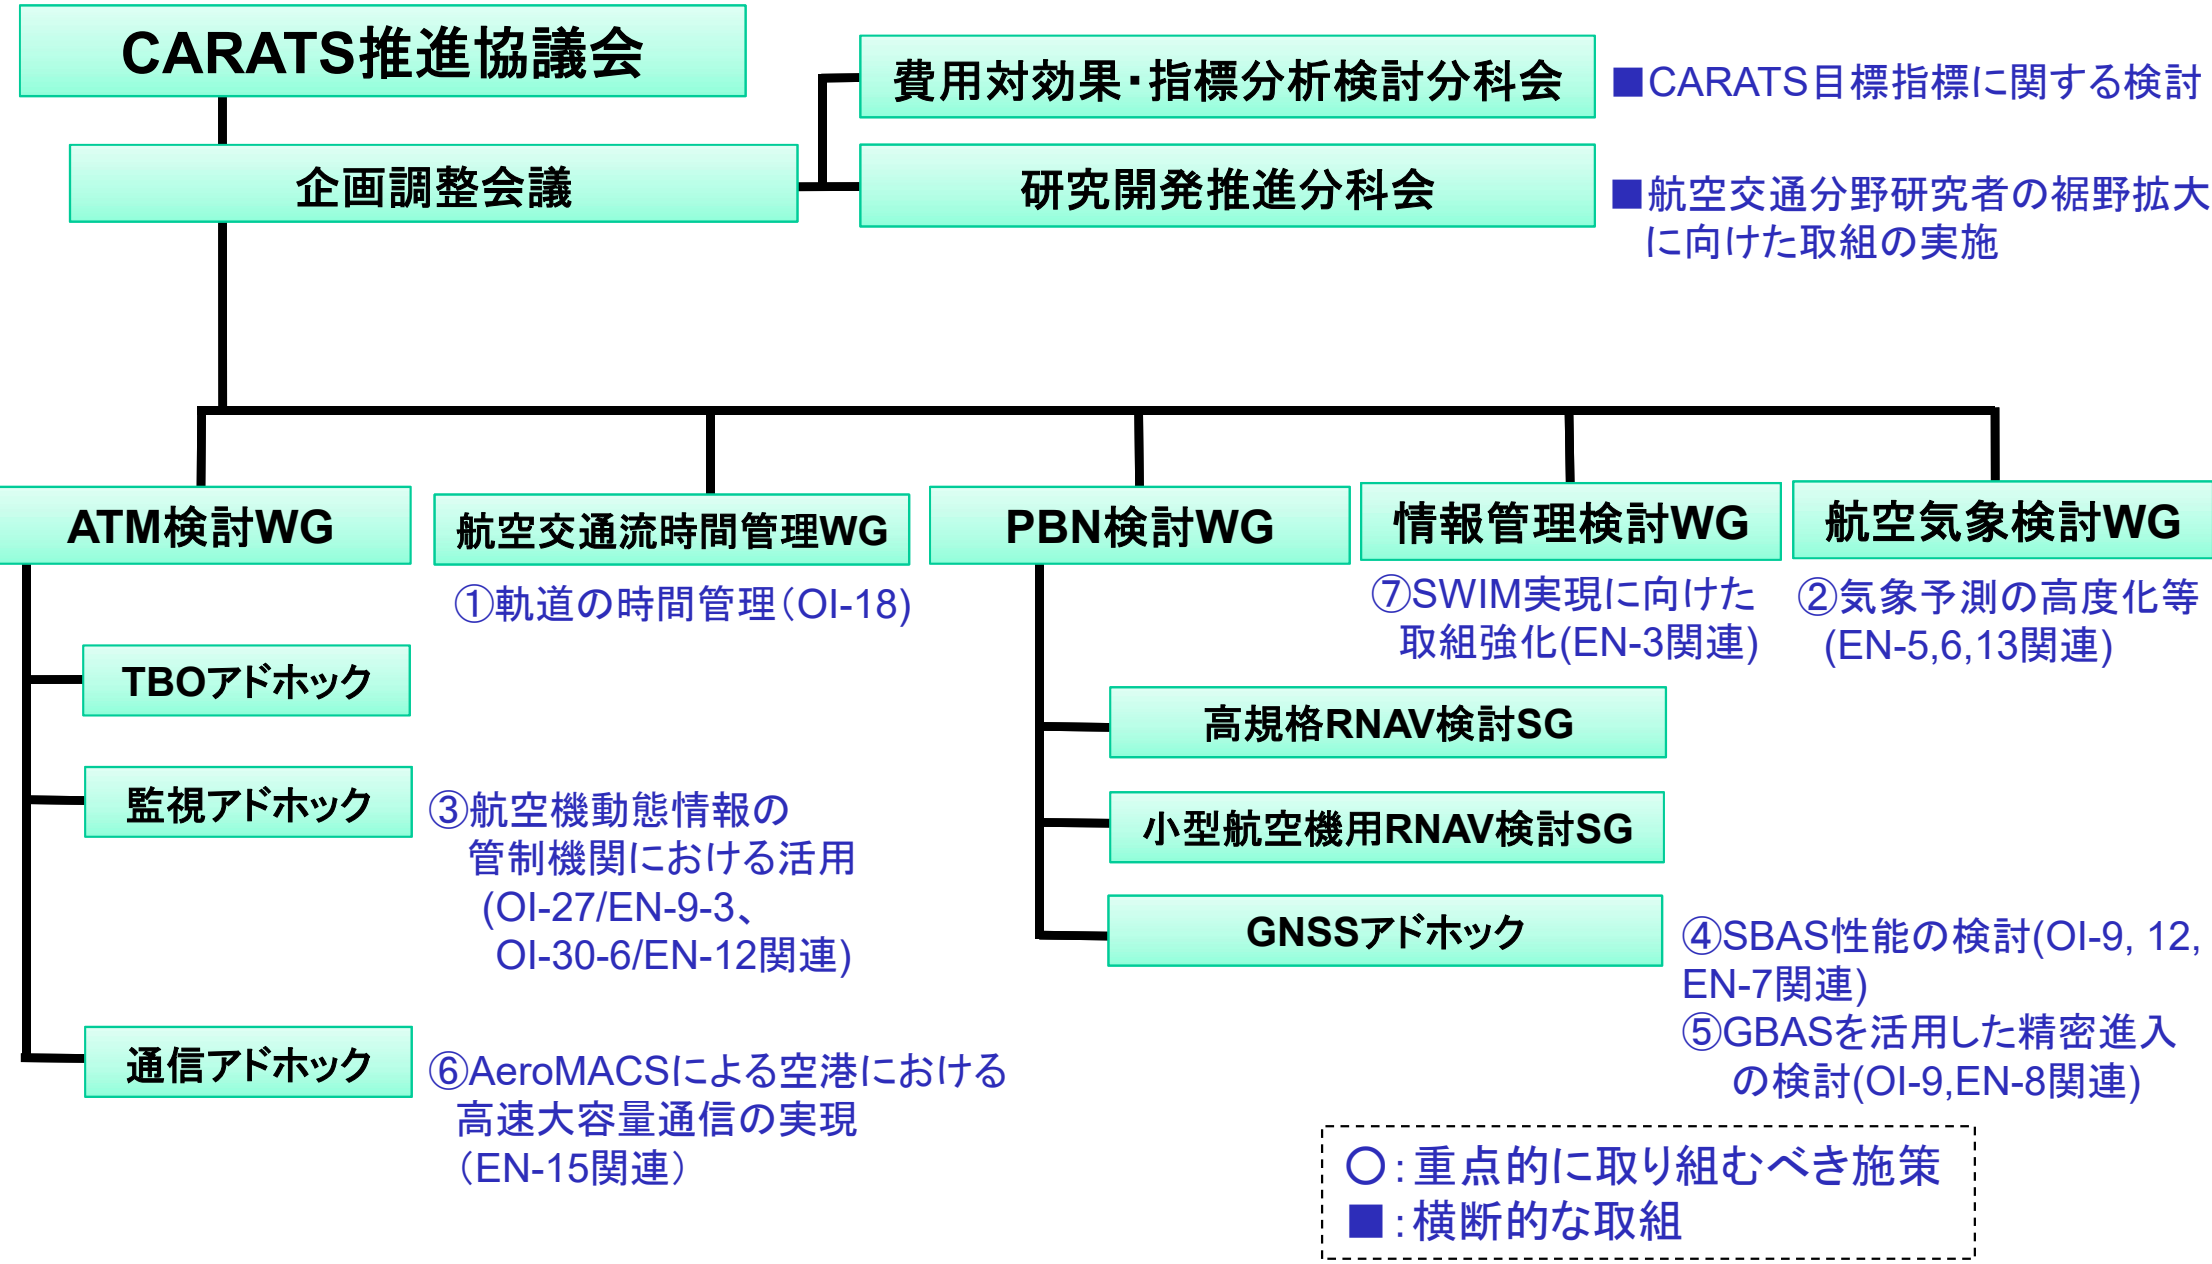 CARATS推進協議会
費用対効果・指標分析検討分科会
■CARATS目標指標に関する検討
企画調整会議
研究開発推進分科会
■航空交通分野研究者の裾野拡大
に向けた取組の実施
ATM検討WG
航空交通流時間管理WG
PBN検討WG
情報管理検討WG
航空気象検討WG
①軌道の時間管理（OI-18)
⑦SWIM実現に向けた
取組強化(EN-3関連)
②気象予測の高度化等
(EN-5,6,13関連)
TBOアドホック
高規格RNAV検討SG
監視アドホック
③航空機動態情報の
管制機関における活用
(OI-27/EN-9-3、
OI-30-6/EN-12関連)
小型航空機用RNAV検討SG
GNSSアドホック
④SBAS性能の検討(OI-9, 12,
EN-7関連)
⑤GBASを活用した精密進入
の検討(OI-9,EN-8関連)
通信アドホック
⑥AeroMACSによる空港における
高速大容量通信の実現
（EN-15関連）
〇：重点的に取り組むべき施策
■：横断的な取組